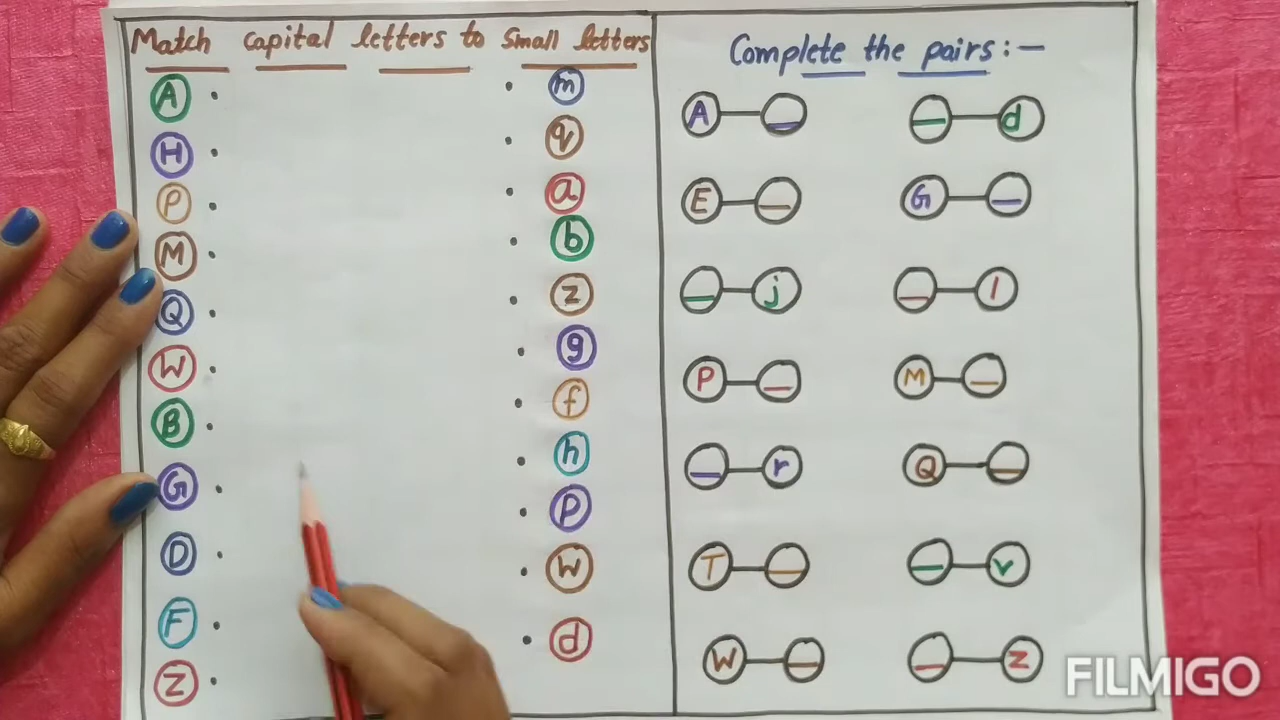 Match capital letters to small letters
A m
H q
P a
M b
Q z
W g
B f
G h
D p
F w
Z d
Complete the pairs:—
A — _ _ — d
E — _ G — _
_ — j _ — l
P — _ M — _
_ — r Q — _
T — _ _ — v
W — _ _ — z
FILMIGO